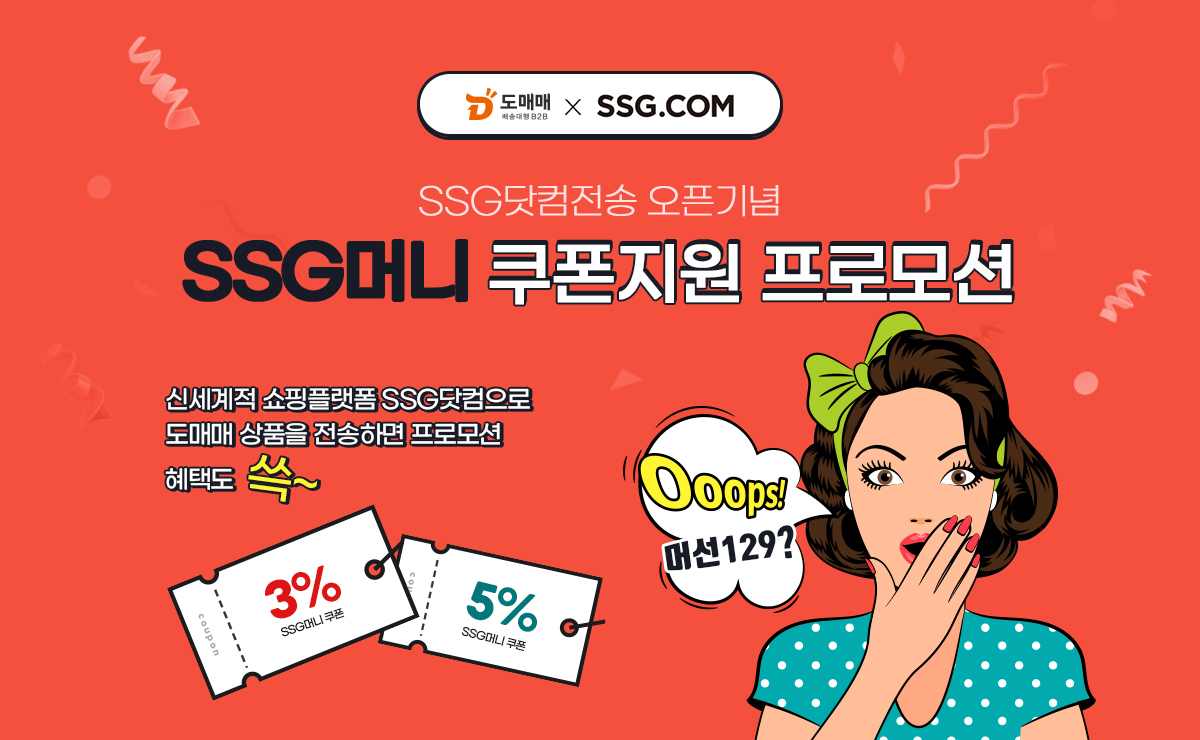 도매매
배송대행 B2B
× SSG.COM
SSG닷컴전송 오픈기념
SSG머니 쿠폰지원 프로모션
신세계적 쇼핑플랫폼 SSG닷컴으로
도매매 상품을 전송하면 프로모션
혜택도 쓱~
Ooops!
머선129?
coupon
3%
SSG머니 쿠폰
cou
5%
SSG머니 쿠폰